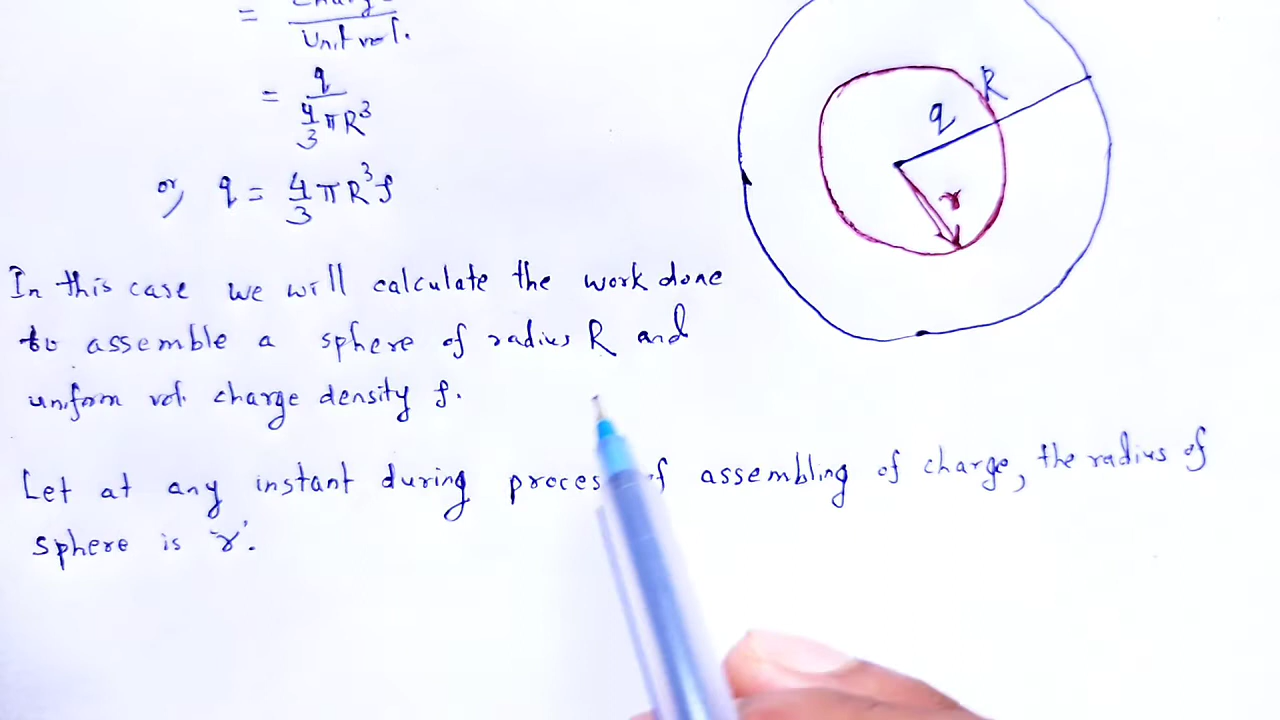 = Charge / Unit vol.
= q / (4/3 πR³)
or, q = 4/3 πR³ρ
In this case we will calculate the work done
to assemble a sphere of radius R and
uniform vol. charge density ρ.
Let at any instant during process of assembling of charge, the radius of
sphere is 'r'.
R
q
r